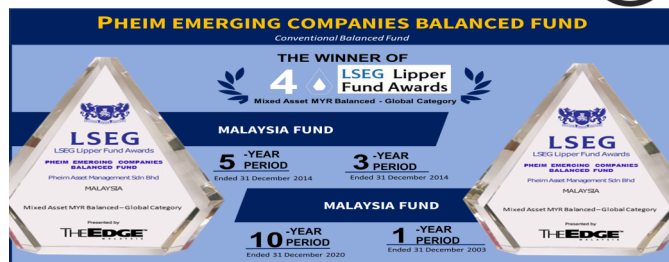 PHEIM EMERGING COMPANIES BALANCED FUND
Conventional Balanced Fund
THE WINNER OF
4 LSEG Lipper
Fund Awards
Mixed Asset MYR Balanced - Global Category
MALAYSIA FUND
5 -YEAR PERIOD
Ended 31 December 2014
3 -YEAR PERIOD
Ended 31 December 2014
MALAYSIA FUND
10 -YEAR PERIOD
Ended 31 December 2020
1 -YEAR PERIOD
Ended 31 December 2003
LSEG
LSEG Lipper Fund Awards
PHEIM EMERGING COMPANIES
BALANCED FUND
Pheim Asset Management Sdn Bhd
MALAYSIA
Mixed Asset MYR Balanced – Global Category
Presented by
THE EDGE
MALAYSIA
LSEG
LSEG Lipper Fund Awards
PHEIM EMERGING COMPANIES
BALANCED FUND
Pheim Asset Management Sdn Bhd
MALAYSIA
Mixed Asset MYR Balanced – Global Category
Presented by
THE EDGE
MALAYSIA